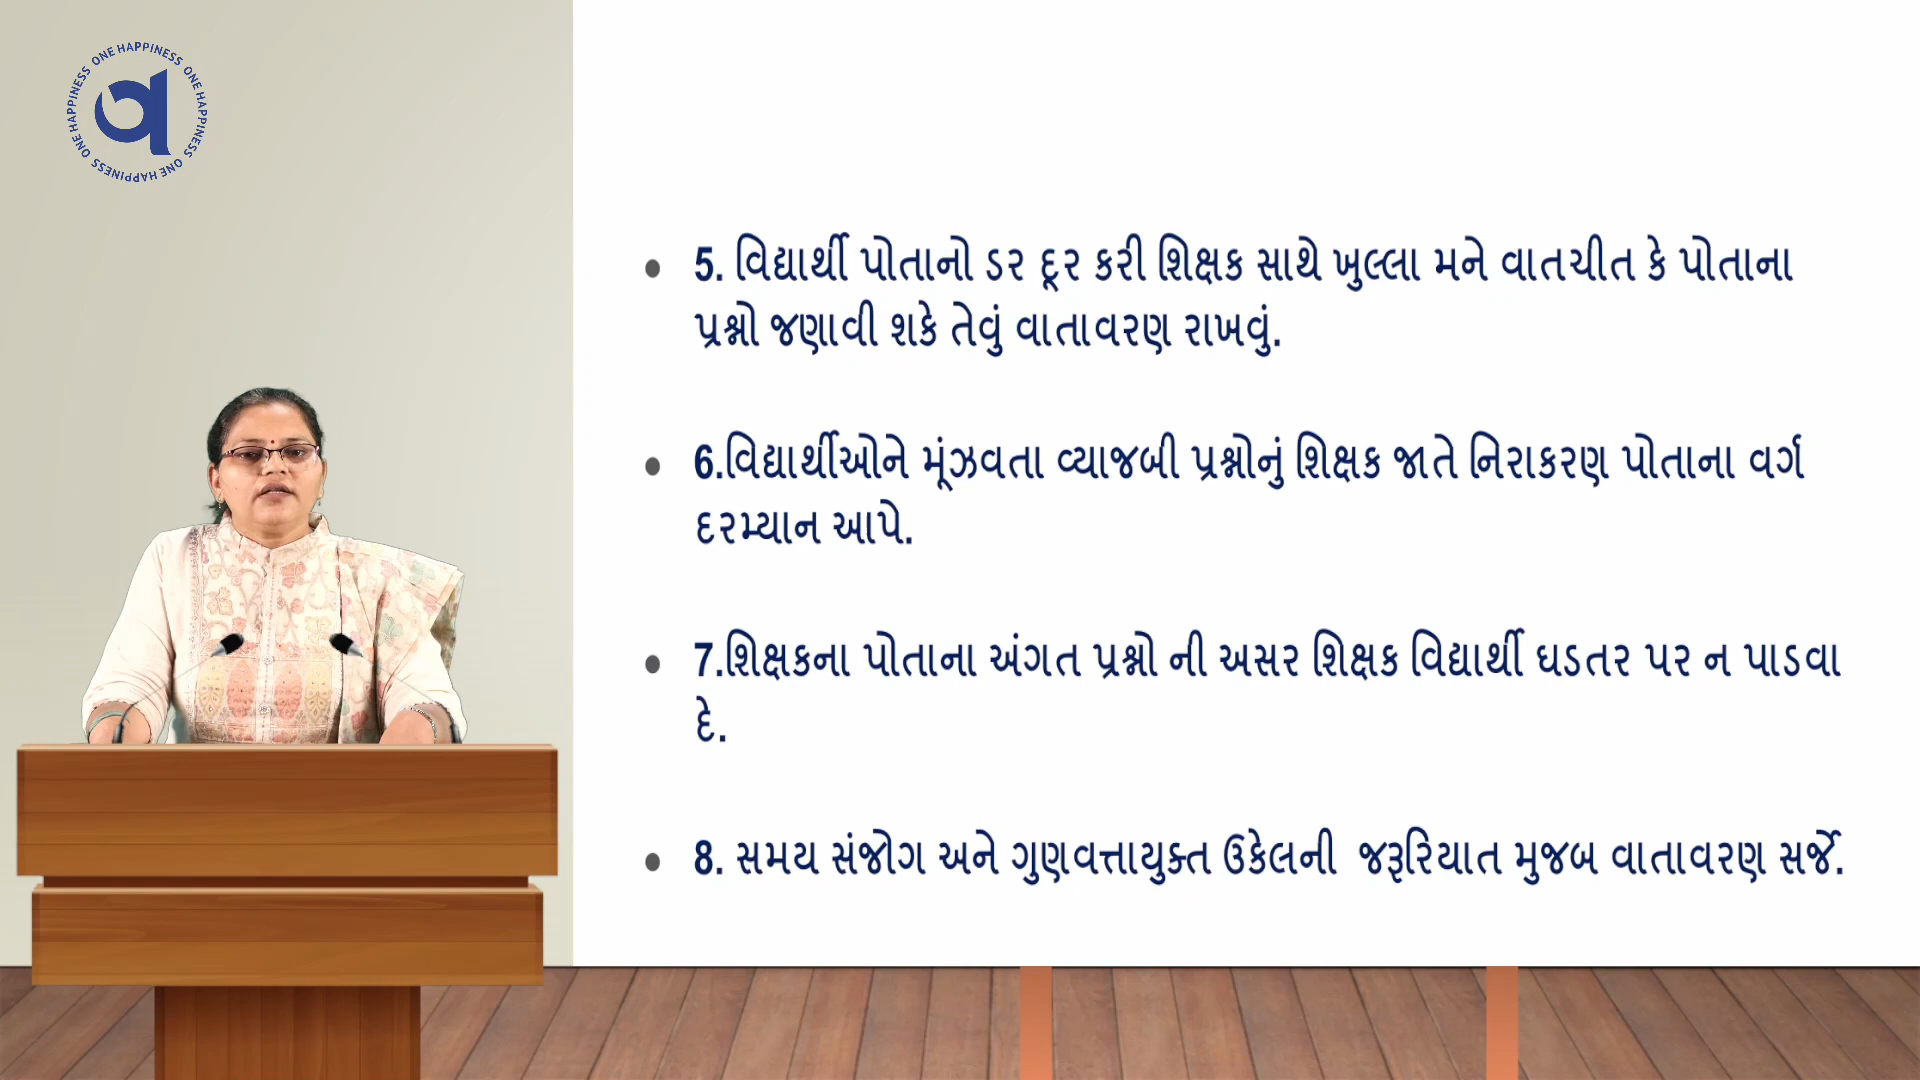 ONE HAPPINESS ONE HAPPINESS ONE HAPPINESS ONE HAPPINESS
5. વિદ્યાર્થી પોતાનો ડર દૂર કરી શિક્ષક સાથે ખુલ્લા મને વાતચીત કે પોતાના
પ્રશ્નો જણાવી શકે તેવું વાતાવરણ રાખવું.
6.વિદ્યાર્થીઓને મૂંઝવતા વ્યાજબી પ્રશ્નોનું શિક્ષક જાતે નિરાકરણ પોતાના વર્ગ
દરમ્યાન આપે.
7.શિક્ષકના પોતાના અંગત પ્રશ્નો ની અસર શિક્ષક વિદ્યાર્થી ઘડતર પર ન પાડવા
દે.
8. સમય સંજોગ અને ગુણવત્તાયુક્ત ઉકેલની જરૂરિયાત મુજબ વાતાવરણ સર્જે.